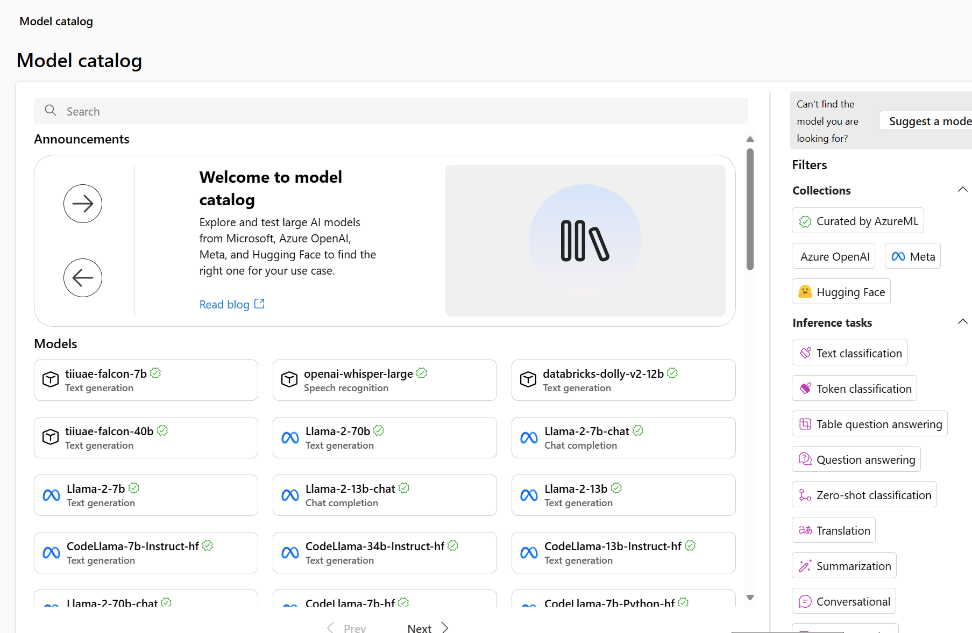 Model catalog
Model catalog
Search
Announcements
Welcome to model
catalog
Explore and test large AI models
from Microsoft, Azure OpenAI,
Meta, and Hugging Face to find the
right one for your use case.
Read blog
Models
tiiuae-falcon-7b
Text generation
openai-whisper-large
Speech recognition
databricks-dolly-v2-12b
Text generation
tiiuae-falcon-40b
Text generation
Llama-2-70b
Text generation
Llama-2-7b-chat
Chat completion
Llama-2-7b
Text generation
Llama-2-13b-chat
Chat completion
Llama-2-13b
Text generation
CodeLlama-7b-Instruct-hf
Text generation
CodeLlama-34b-Instruct-hf
Text generation
CodeLlama-13b-Instruct-hf
Text generation
Llama-2-70b-chat
CodeLlama-7b-hf
CodeLlama-7b-Python-hf
Prev
Next
Can't find the
model you are
looking for?
Suggest a mode
Filters
Collections
Curated by AzureML
Azure OpenAI
Meta
Hugging Face
Inference tasks
Text classification
Token classification
Table question answering
Question answering
Zero-shot classification
Translation
Summarization
Conversational